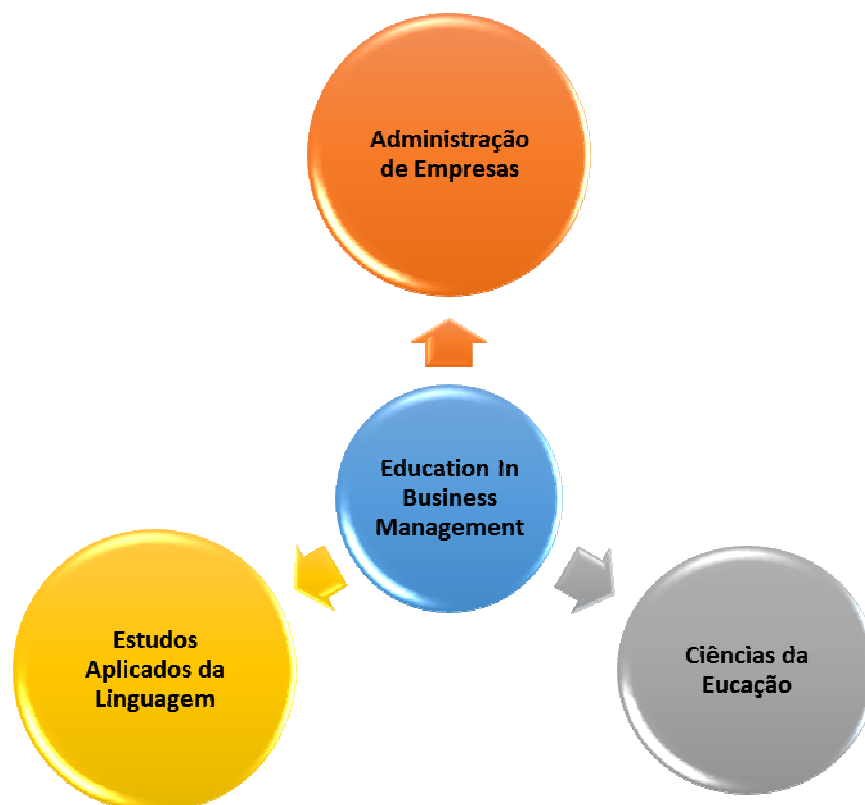 Administração
de Empresas
Education In
Business
Management
Estudos
Aplicados da
Linguagem
Ciências da
Eucação